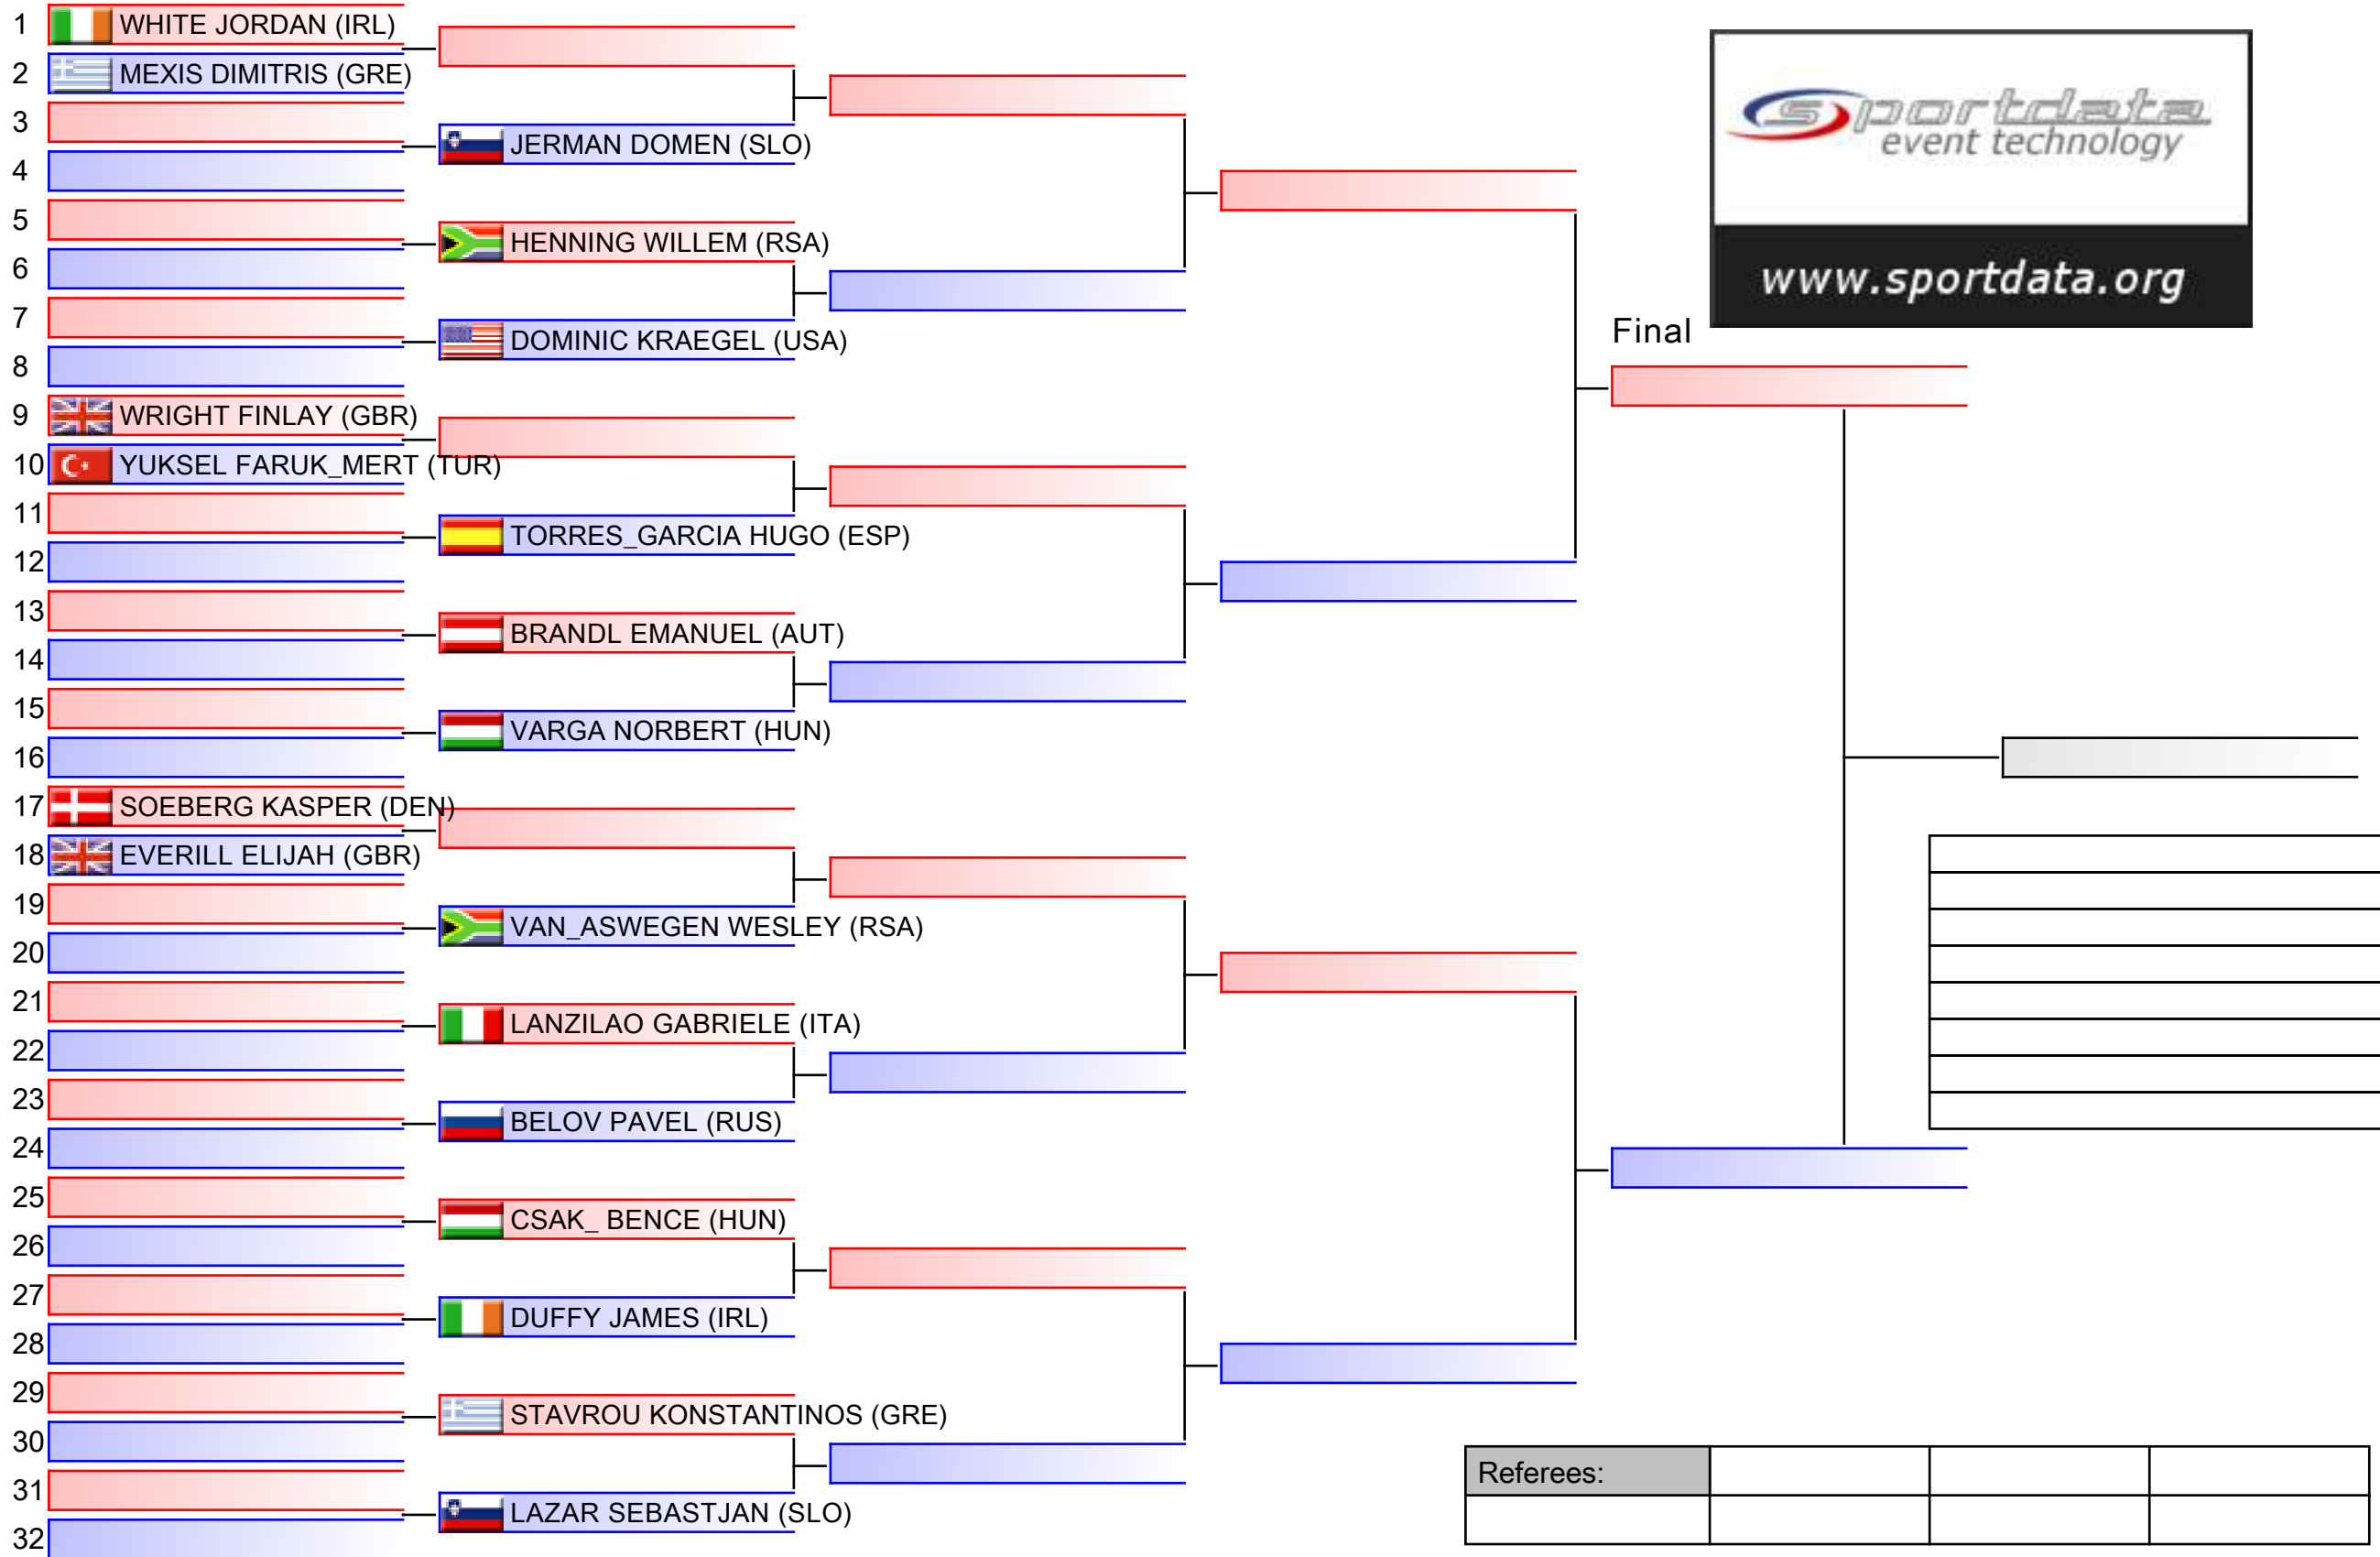 1 WHITE JORDAN (IRL)
2 MEXIS DIMITRIS (GRE)
3
JERMAN DOMEN (SLO)
4
5
HENNING WILLEM (RSA)
6
7
DOMINIC KRAEGEL (USA)
8
9 WRIGHT FINLAY (GBR)
10 YUKSEL FARUK_MERT (TUR)
11
TORRES_GARCIA HUGO (ESP)
12
13
BRANDL EMANUEL (AUT)
14
15
VARGA NORBERT (HUN)
16
17 SOEBERG KASPER (DEN)
18 EVERILL ELIJAH (GBR)
19
VAN_ASWEGEN WESLEY (RSA)
20
21
LANZILAO GABRIELE (ITA)
22
23
BELOV PAVEL (RUS)
24
25
CSAK_ BENCE (HUN)
26
27
DUFFY JAMES (IRL)
28
29
STAVROU KONSTANTINOS (GRE)
30
31
LAZAR SEBASTJAN (SLO)
32
sportdata
event technology
www.sportdata.org
Final
Referees: